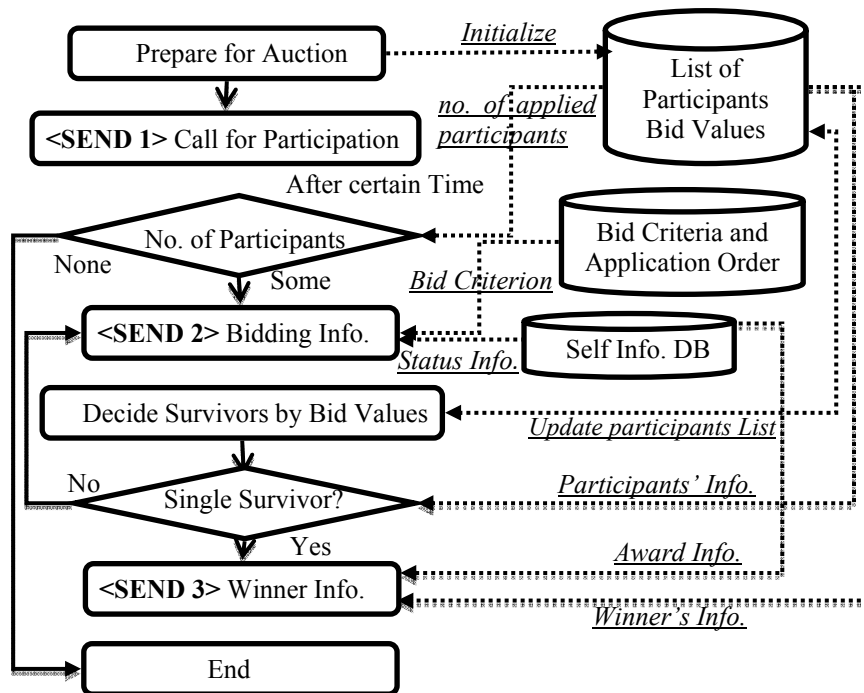 Prepare for Auction
Initialize
List of
Participants
Bid Values
no. of applied
participants
<SEND 1> Call for Participation
After certain Time
No. of Participants
None
Some
Bid Criteria and
Application Order
Bid Criterion
<SEND 2> Bidding Info.
Status Info.
Self Info. DB
Decide Survivors by Bid Values
Update participants List
No
Single Survivor?
Participants' Info.
Yes
Award Info.
<SEND 3> Winner Info.
Winner's Info.
End